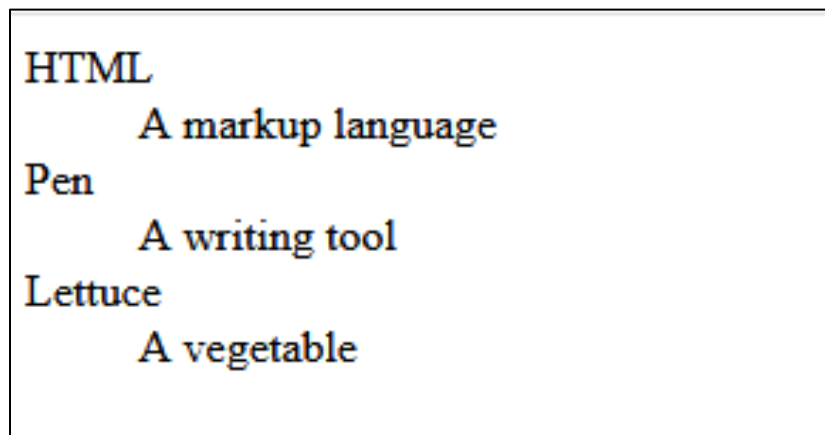 HTML
A markup language
Pen
A writing tool
Lettuce
A vegetable